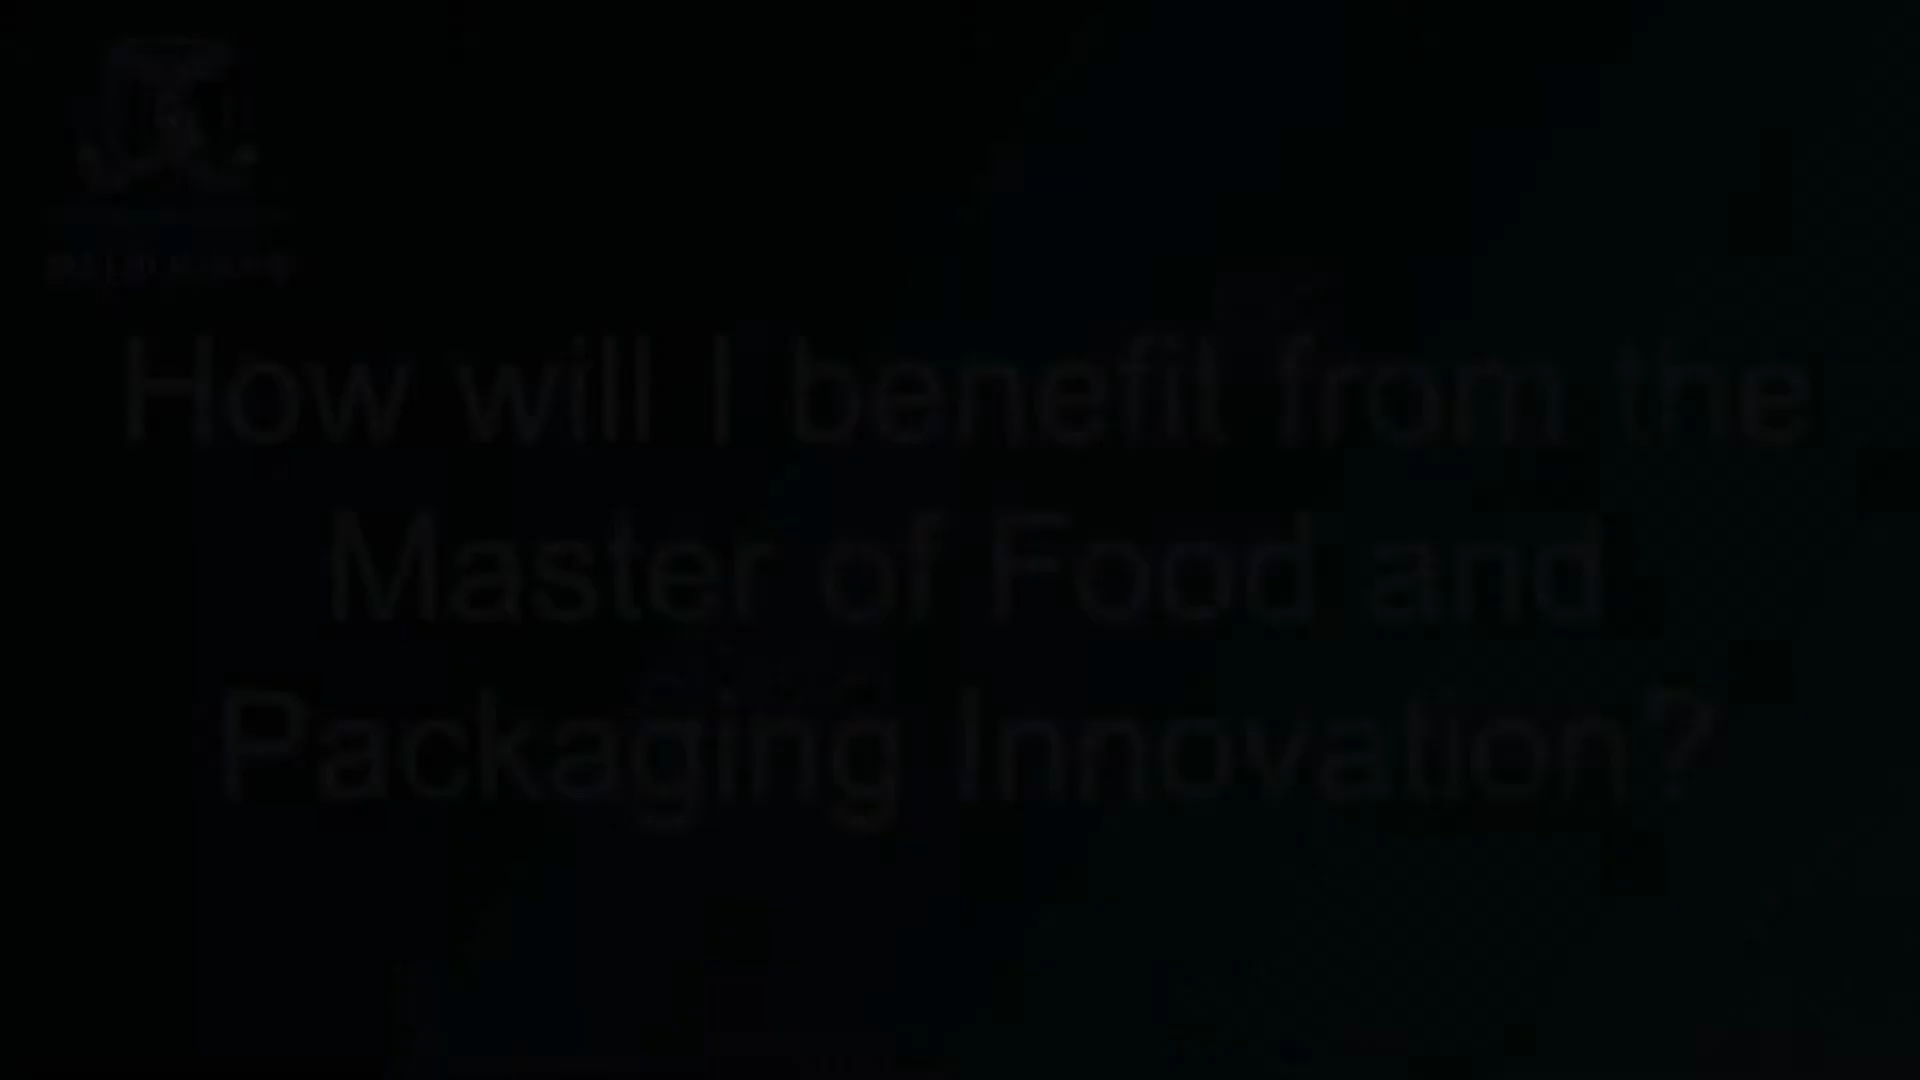 How will I benefit from the
Master of Food and
Packaging Innovation?